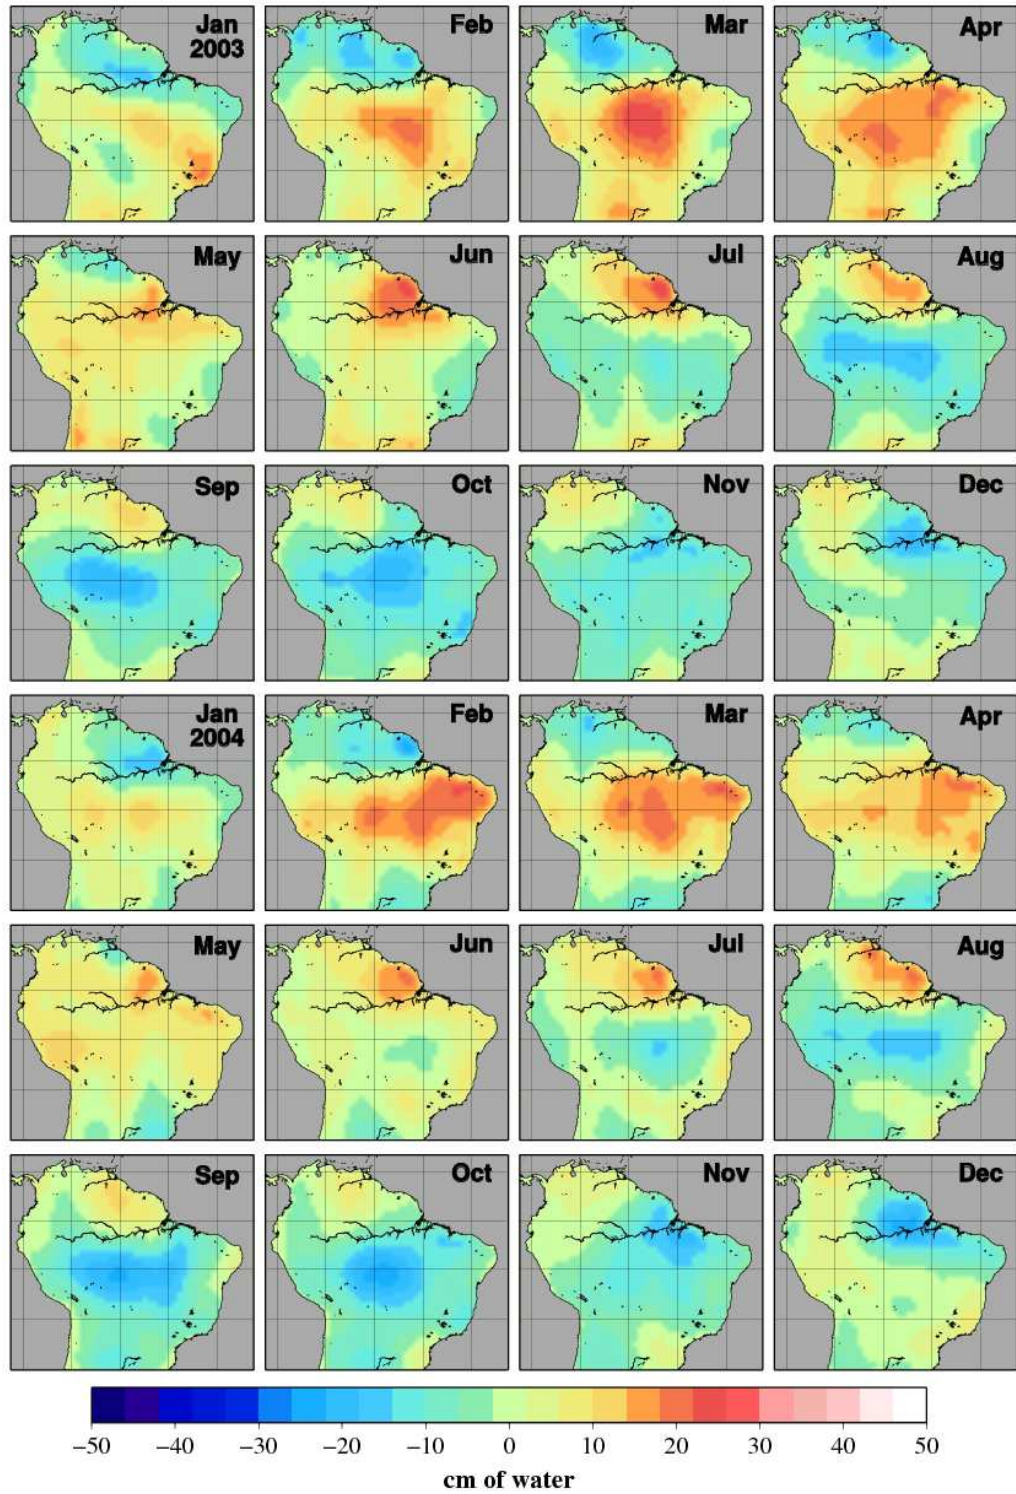 Jan
2003
Feb
Mar
Apr
May
Jun
Jul
Aug
Sep
Oct
Nov
Dec
Jan
2004
Feb
Mar
Apr
May
Jun
Jul
Aug
Sep
Oct
Nov
Dec
−50 −40 −30 −20 −10 0 10 20 30 40 50
cm of water